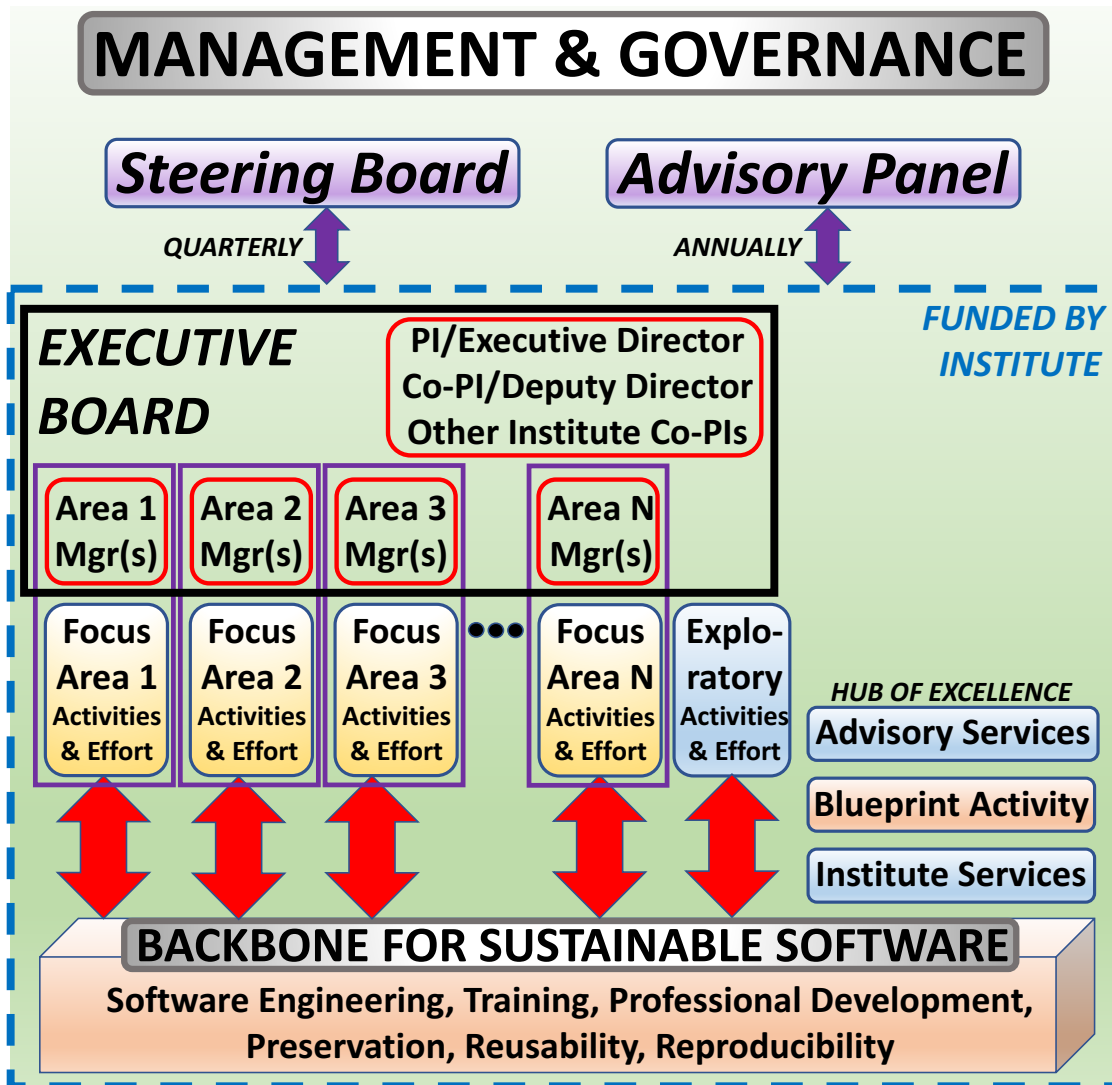 MANAGEMENT & GOVERNANCE
Steering Board
Advisory Panel
QUARTERLY
ANNUALLY
FUNDED BY
INSTITUTE
EXECUTIVE
BOARD
PI/Executive Director
Co-PI/Deputy Director
Other Institute Co-PIs
Area 1
Mgr(s)
Area 2
Mgr(s)
Area 3
Mgr(s)
Area N
Mgr(s)
Focus
Area 1
Activities
& Effort
Focus
Area 2
Activities
& Effort
Focus
Area 3
Activities
& Effort
Focus
Area N
Activities
& Effort
Explo-
ratory
Activities
& Effort
HUB OF EXCELLENCE
Advisory Services
Blueprint Activity
Institute Services
BACKBONE FOR SUSTAINABLE SOFTWARE
Software Engineering, Training, Professional Development,
Preservation, Reusability, Reproducibility